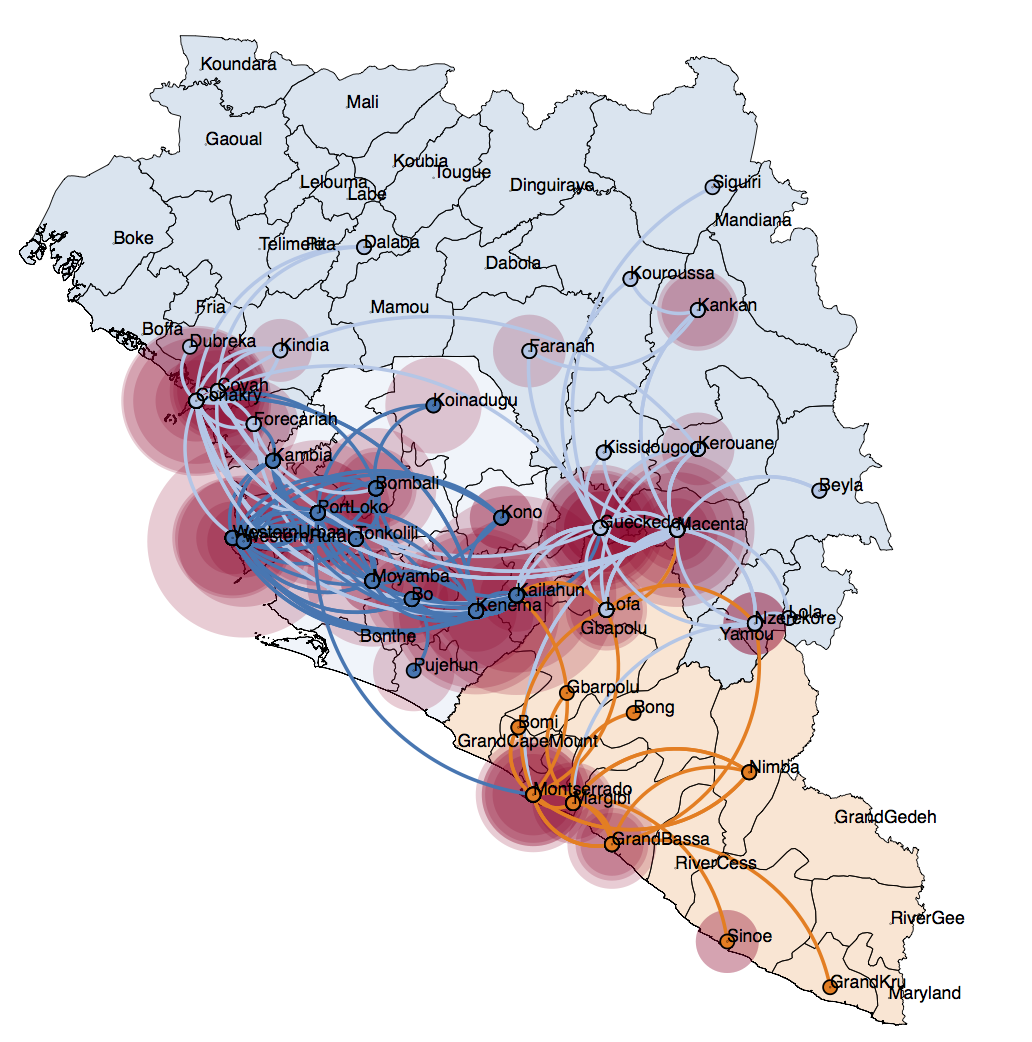 Koundara
Mali
Gaoual
Koubia
Tougue
Lelouma
Labe
Dinguiraye
Siguiri
Mandiana
Boke
Telimele
Pita
Dalaba
Dabola
Kouroussa
Fria
Mamou
Kankan
Boffa
Dubreka
Kindia
Faranah
Coyah
Conakry
Koinadugu
Forecariah
Kambia
Kissidougou
Kerouane
Bombali
Beyla
PortLoko
Kono
Gueckedou
Macenta
WesternUrban
WesternRural
Tonkolili
Moyamba
Bo
Kailahun
Kenema
Lofa
Lola
Nzerekore
Bonthe
Gbapolu
Yamou
Pujehun
Gbarpolu
Bong
Bomi
GrandCapeMount
Nimba
Montserrado
Margibi
GrandGedeh
GrandBassa
RiverCess
RiverGee
Sinoe
GrandKru
Maryland